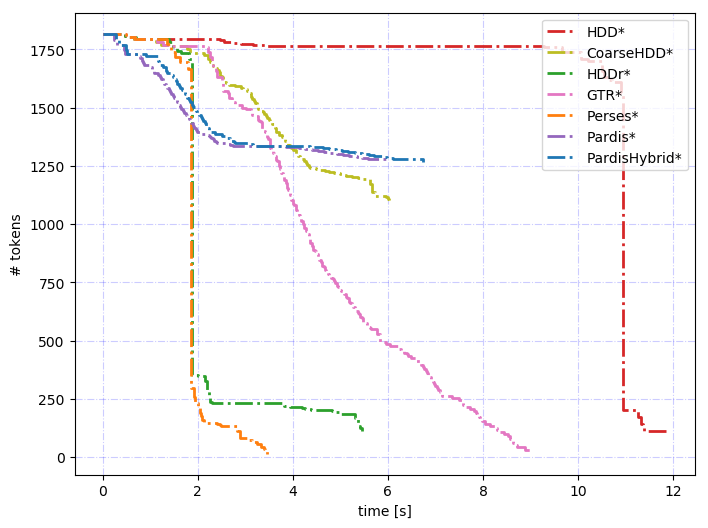 1750
1500
1250
1000
750
500
250
0
# tokens
0 2 4 6 8 10 12
time [s]
HDD*
CoarseHDD*
HDDr*
GTR*
Perses*
Pardis*
PardisHybrid*